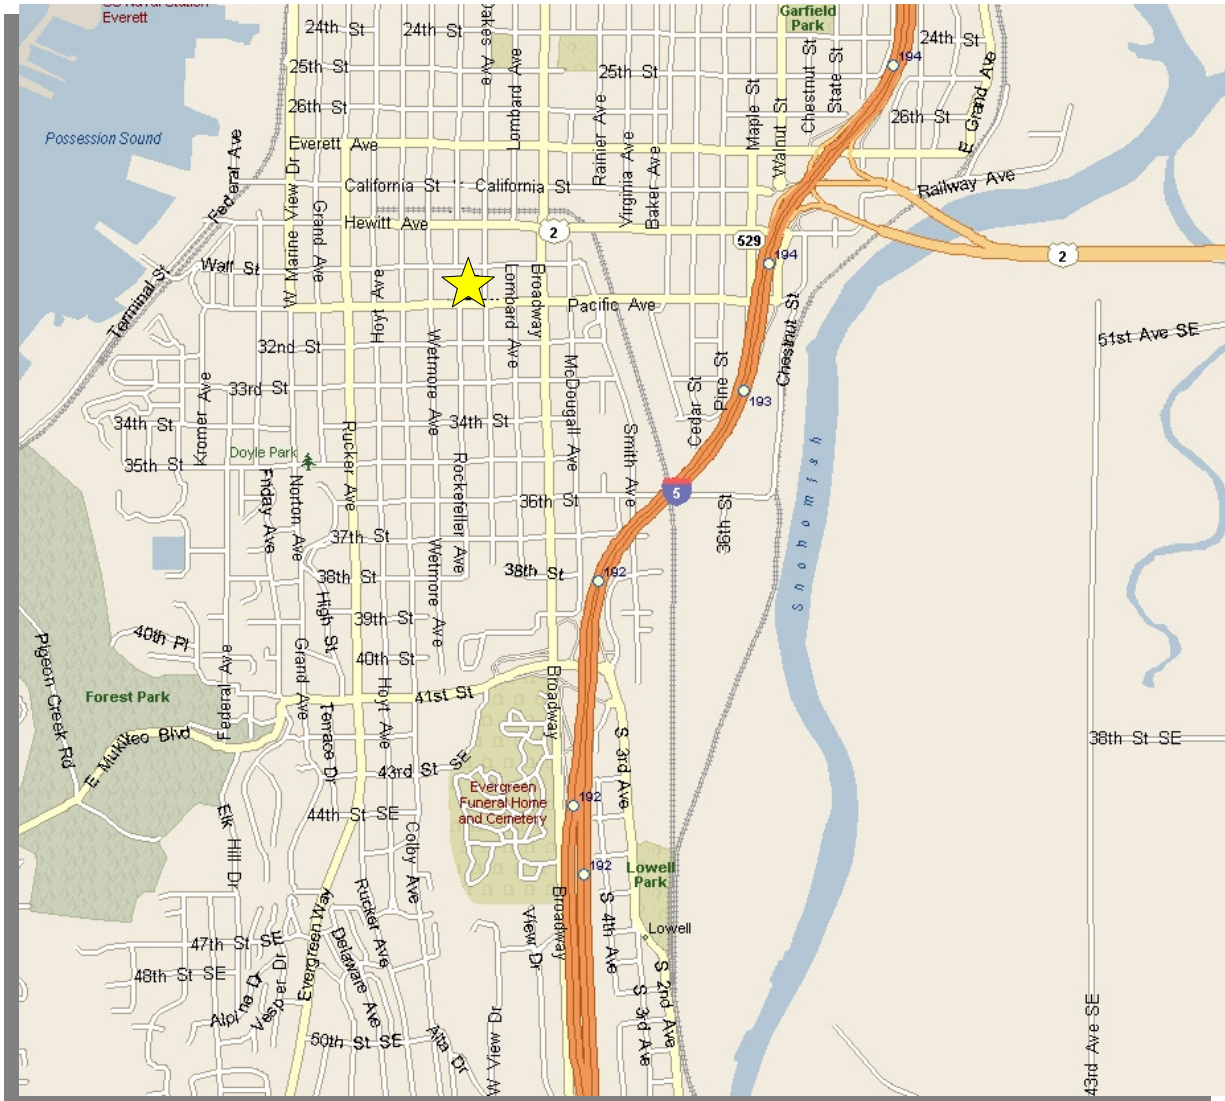 US Naval Station
Everett
24th St
24th St
Oakes Ave
Lombard Ave
Garfield
Park
24th St
194
25th St
25th St
Maple St
Walnut St
Chestnut St
State St
E Grand Ave
26th St
26th St
Possession Sound
Everett Ave
Federal Ave
W Marine View Dr
Grand Ave
California St
California St
Rainier Ave
Virginia Ave
Baker Ave
Railway Ave
Hewitt Ave
2
529
194
2
Wall St
Terminal St
Hoyt Ave
Lombard Ave
Broadway
Pacific Ave
Chestnut St
51st Ave SE
32nd St
Wetmore Ave
McDougall Ave
33rd St
Kromer Ave
Cedar St
Pine St
193
34th St
34th St
Doyle Park
35th St
Rucker Ave
Rockefeller Ave
Smith Ave
Snohomish
Friday Ave
Norton Ave
36th St
5
36th St
37th St
38th St
Wetmore Ave
38th St
192
High St
39th St
40th Pl
Pigeon Creek Rd
Federal Ave
Grand Ave
40th St
Forest Park
Hoyt Ave
41st St
Broadway
E Mukilteo Blvd
Terrace Dr
S 3rd Ave
38th St SE
43rd St SE
Evergreen
Funeral Home
and Cemetery
192
44th St SE
Elk Hill Dr
Colby Ave
192
Lowell
Park
Rucker Ave
Evergreen Way
View Dr
Broadway
S 4th Ave
Lowell
47th St SE
Delaware Ave
48th St SE
Alpine Dr
Vesper Dr
S 3rd Ave
S 2nd Ave
43rd Ave SE
50th St SE
Alta Dr
W View Dr